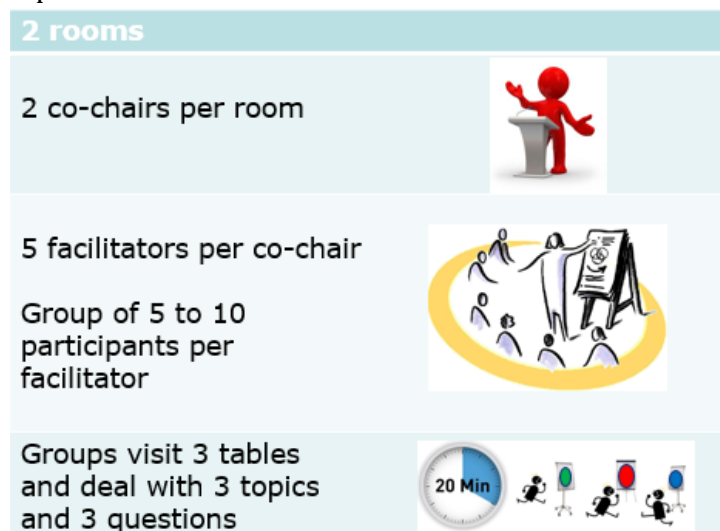 2 rooms
2 co-chairs per room
5 facilitators per co-chair
Group of 5 to 10
participants per
facilitator
Groups visit 3 tables
and deal with 3 topics
and 3 questions
20 Min